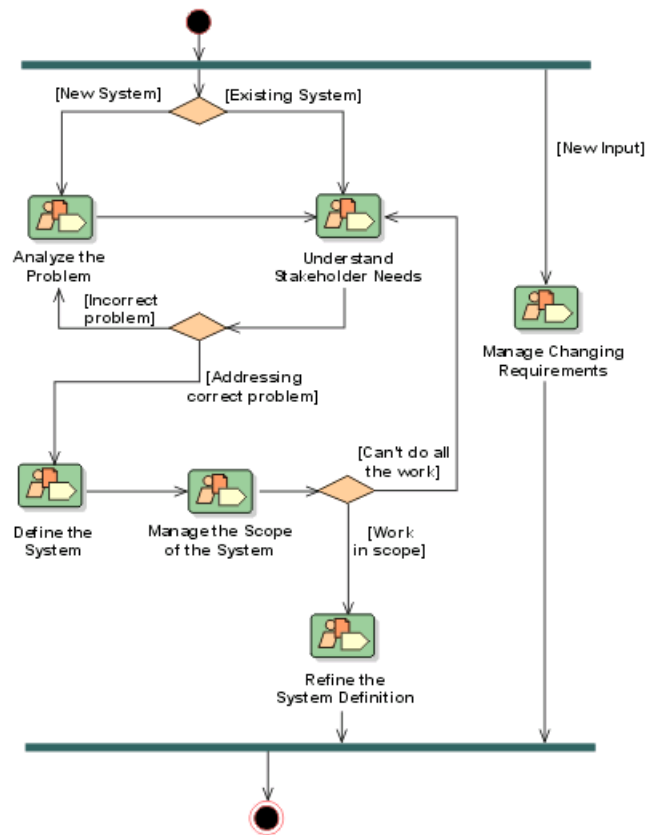 [New System]
[Existing System]
[New Input]
Analyze the
Problem
Understand
Stakeholder Needs
[Incorrect
problem]
Manage Changing
Requirements
[Addressing
correct problem]
[Can't do all
the work]
Define the
System
Manage the Scope
of the System
[Work
in scope]
Refine the
System Definition